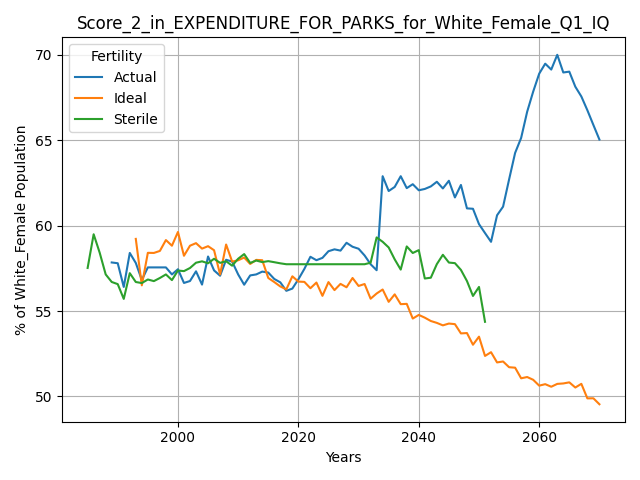 Score_2_in_EXPENDITURE_FOR_PARKS_for_White_Female_Q1_IQ
Fertility
Actual
Ideal
Sterile
% of White_Female Population
70
65
60
55
50
2000
2020
2040
2060
Years